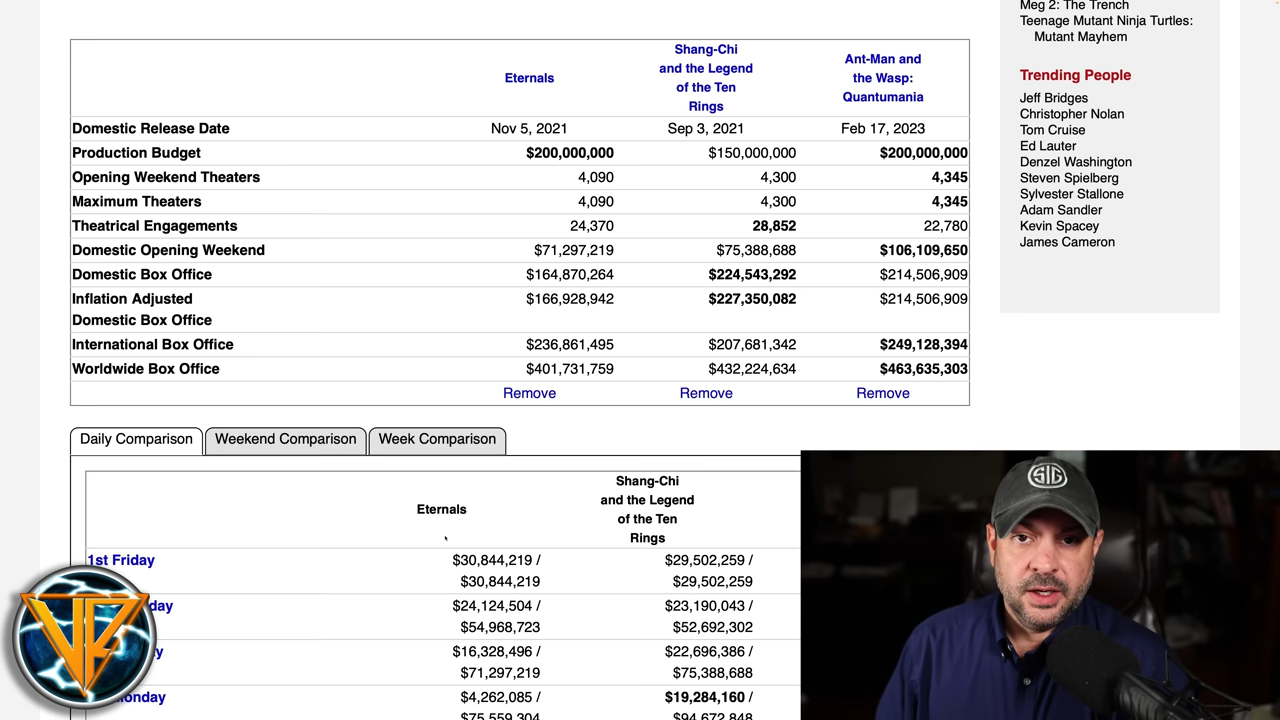 Meg 2: The Trench
Teenage Mutant Ninja Turtles:
Mutant Mayhem
Trending People
Jeff Bridges
Christopher Nolan
Tom Cruise
Ed Lauter
Denzel Washington
Steven Spielberg
Sylvester Stallone
Adam Sandler
Kevin Spacey
James Cameron
Eternals
Shang-Chi
and the Legend
of the Ten
Rings
Ant-Man and
the Wasp:
Quantumania
Domestic Release Date Nov 5, 2021 Sep 3, 2021 Feb 17, 2023
Production Budget $200,000,000 $150,000,000 $200,000,000
Opening Weekend Theaters 4,090 4,300 4,345
Maximum Theaters 4,090 4,300 4,345
Theatrical Engagements 24,370 28,852 22,780
Domestic Opening Weekend $71,297,219 $75,388,688 $106,109,650
Domestic Box Office $164,870,264 $224,543,292 $214,506,909
Inflation Adjusted $166,928,942 $227,350,082 $214,506,909
Domestic Box Office
International Box Office $236,861,495 $207,681,342 $249,128,394
Worldwide Box Office $401,731,759 $432,224,634 $463,635,303
Remove Remove Remove
Daily Comparison Weekend Comparison Week Comparison
Eternals
Shang-Chi
and the Legend
of the Ten
Rings
1st Friday $30,844,219 / $29,502,259 /
$30,844,219 $29,502,259
day $24,124,504 / $23,190,043 /
$54,968,723 $52,692,302
y $16,328,496 / $22,696,386 /
$71,297,219 $75,388,688
onday $4,262,085 / $19,284,160 /
$75,559,304 $94,672,848
SIG